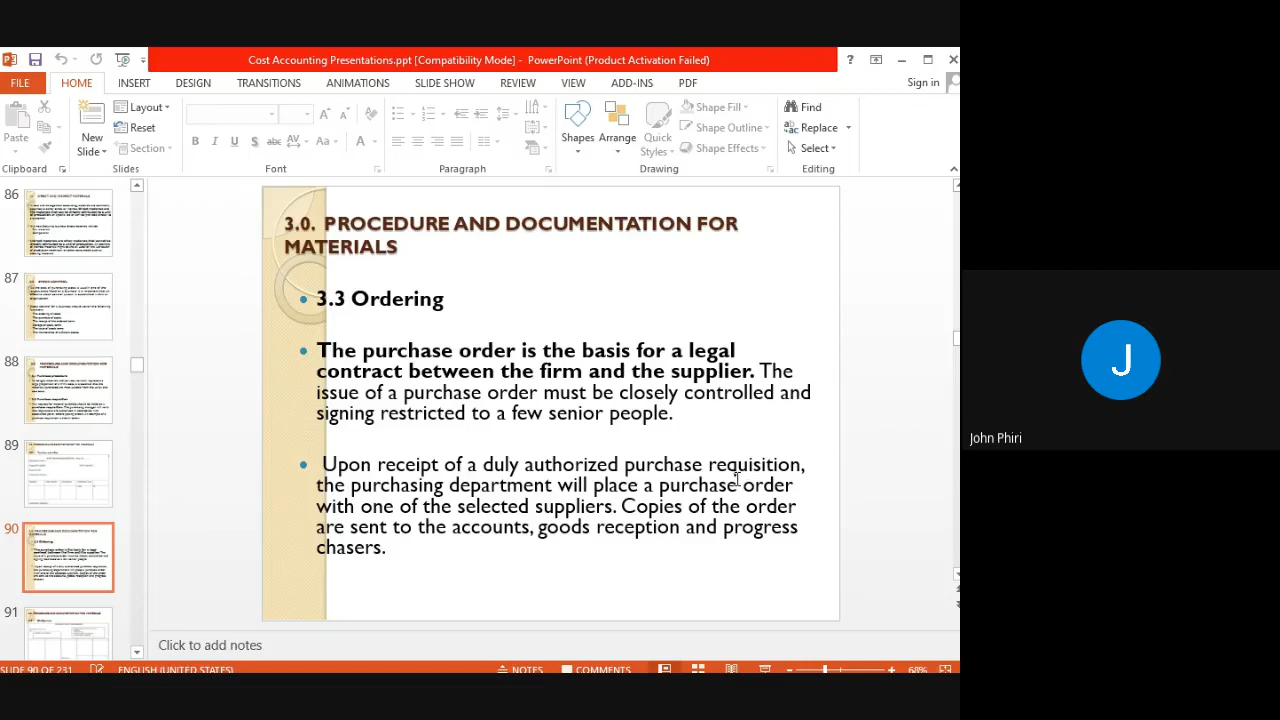 Cost Accounting Presentations.ppt [Compatibility Mode] - PowerPoint (Product Activation Failed)
FILE HOME INSERT DESIGN TRANSITIONS ANIMATIONS SLIDE SHOW REVIEW VIEW ADD-INS PDF Sign in
Paste
New Slide
Layout
Reset
Section
B I U S abc AV Aa A
Shapes
Arrange
Quick Styles
Shape Fill
Shape Outline
Shape Effects
Find
Replace
Select
Clipboard Slides Font Paragraph Drawing Editing
86
87
88
89
90
91
3.0. PROCEDURE AND DOCUMENTATION FOR
MATERIALS
• 3.3 Ordering
• The purchase order is the basis for a legal
contract between the firm and the supplier. The
issue of a purchase order must be closely controlled and
signing restricted to a few senior people.
• Upon receipt of a duly authorized purchase requisition,
the purchasing department will place a purchase order
with one of the selected suppliers. Copies of the order
are sent to the accounts, goods reception and progress
chasers.
Click to add notes
SLIDE 90 OF 231 ENGLISH (UNITED STATES) NOTES COMMENTS 68%
J
John Phiri